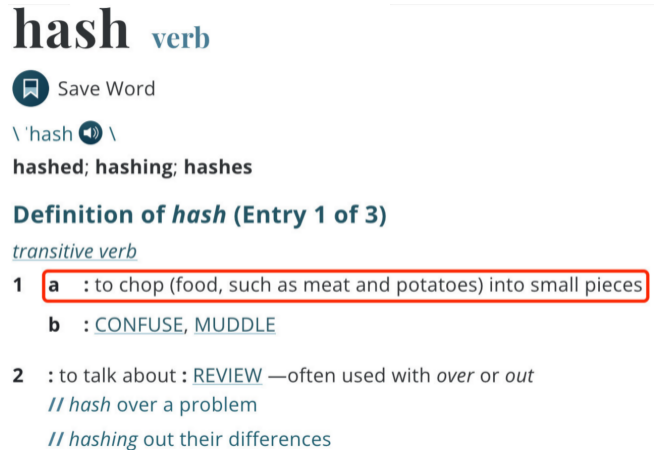 hash verb
Save Word
\ ˈhash \
hashed; hashing; hashes
Definition of hash (Entry 1 of 3)
transitive verb
1 a : to chop (food, such as meat and potatoes) into small pieces
b : CONFUSE, MUDDLE
2 : to talk about : REVIEW —often used with over or out
// hash over a problem
// hashing out their differences